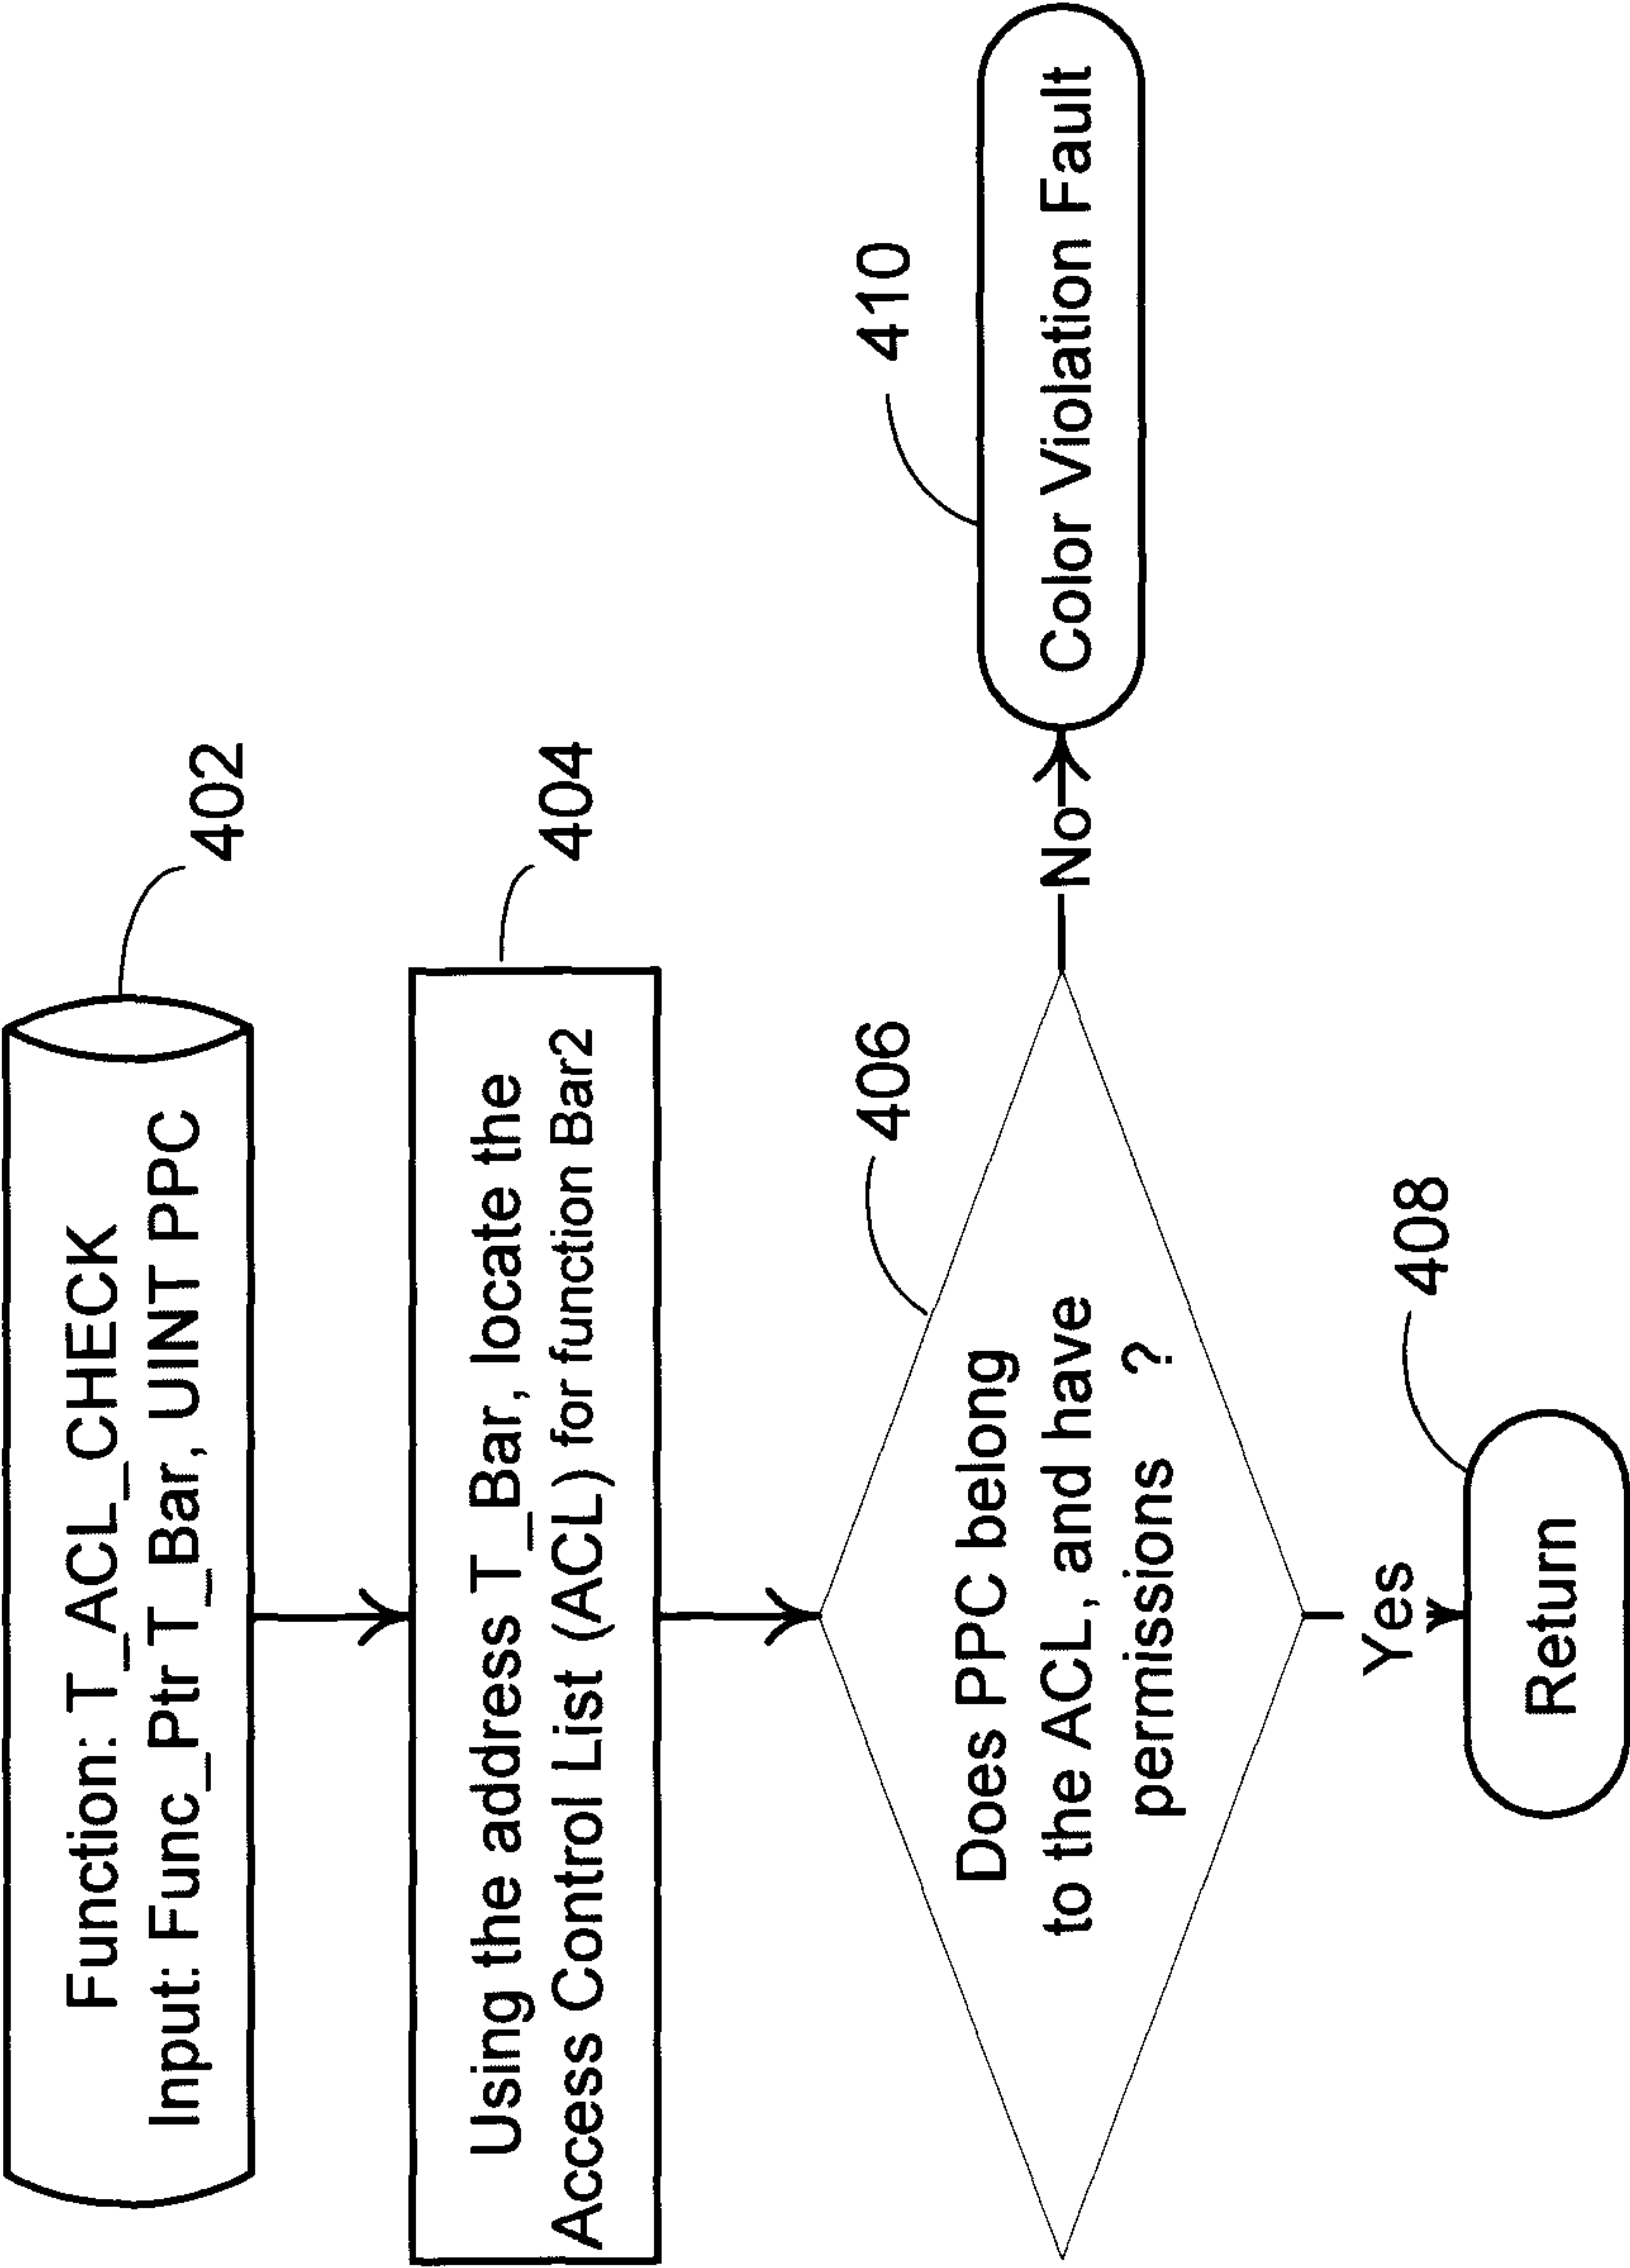 Function: T_ACL_CHECK
Input: Func_Ptr T_Bar, UINT PPC
402
Using the address T_Bar, locate the
Access Control List (ACL) for function Bar2
404
Does PPC belong
to the ACL, and have
permissions ?
406
No
Color Violation Fault
410
Yes
Return
408